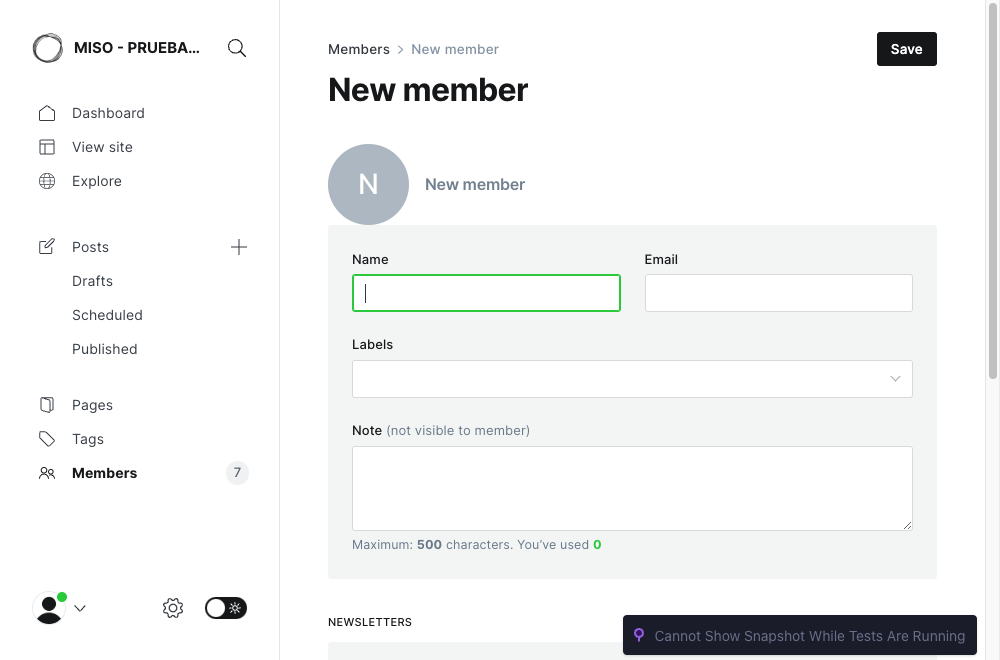 MISO - PRUEBA...
Dashboard
View site
Explore
Posts
Drafts
Scheduled
Published
Pages
Tags
Members
7
Members > New member
Save
New member
N
New member
Name
Email
Labels
Note (not visible to member)
Maximum: 500 characters. You've used 0
NEWSLETTERS
Cannot Show Snapshot While Tests Are Running